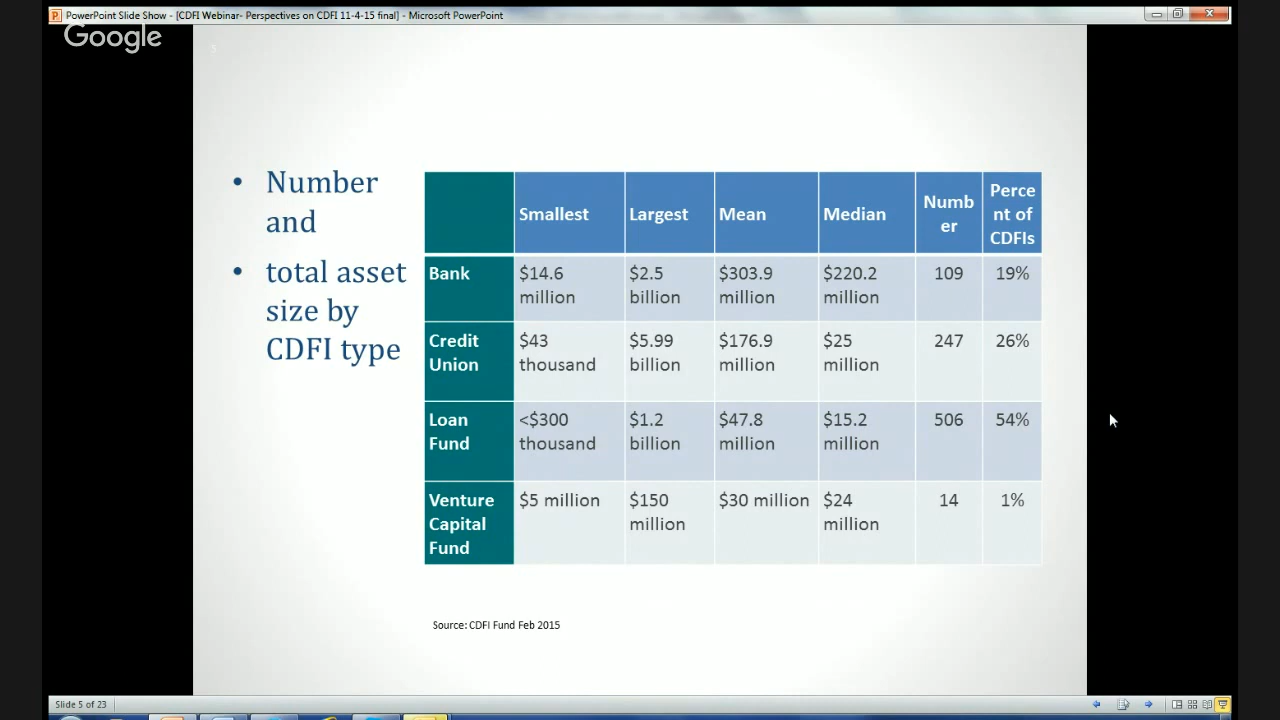 PowerPoint Slide Show - [CDFI Webinar- Perspectives on CDFI 11-4-15 final] - Microsoft PowerPoint
Google
5
• Number
and
• total asset
size by
CDFI type
Smallest
Largest
Mean
Median
Numb
er
Perce
nt of
CDFIs
Bank
$14.6
million
$2.5
billion
$303.9
million
$220.2
million
109
19%
Credit
Union
$43
thousand
$5.99
billion
$176.9
million
$25
million
247
26%
Loan
Fund
<$300
thousand
$1.2
billion
$47.8
million
$15.2
million
506
54%
Venture
Capital
Fund
$5 million
$150
million
$30 million
$24
million
14
1%
Source: CDFI Fund Feb 2015
Slide 5 of 23